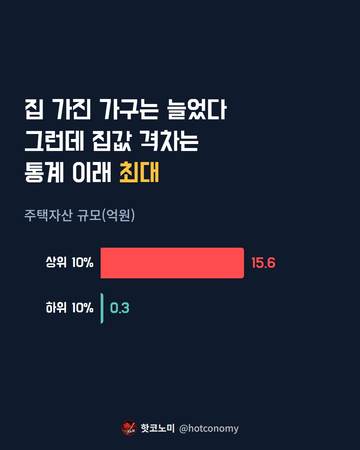 집 가진 가구는 늘었다
그런데 집값 격차는
통계 이래 최대
주택자산 규모(억원)
상위 10% 15.6
하위 10% 0.3
핫코노미 @hotconomy